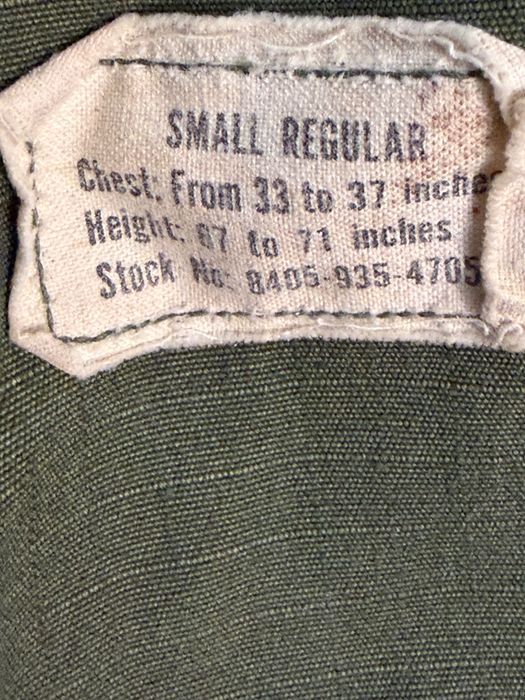 SMALL REGULAR
Chest: From 33 to 37 inches
Height: 67 to 71 inches
Stock No: 8405-935-4705